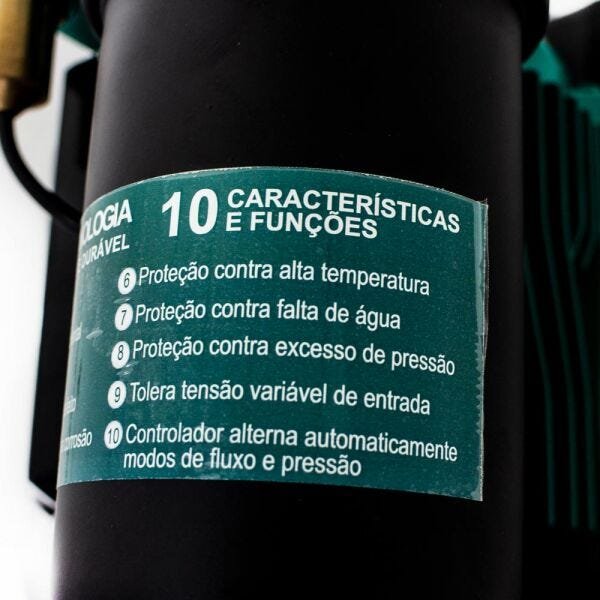 10 CARACTERÍSTICAS
E FUNÇÕES
DURÁVEL
6 Proteção contra alta temperatura
7 Proteção contra falta de água
8 Proteção contra excesso de pressão
9 Tolera tensão variável de entrada
10 Controlador alterna automaticamente
modos de fluxo e pressão